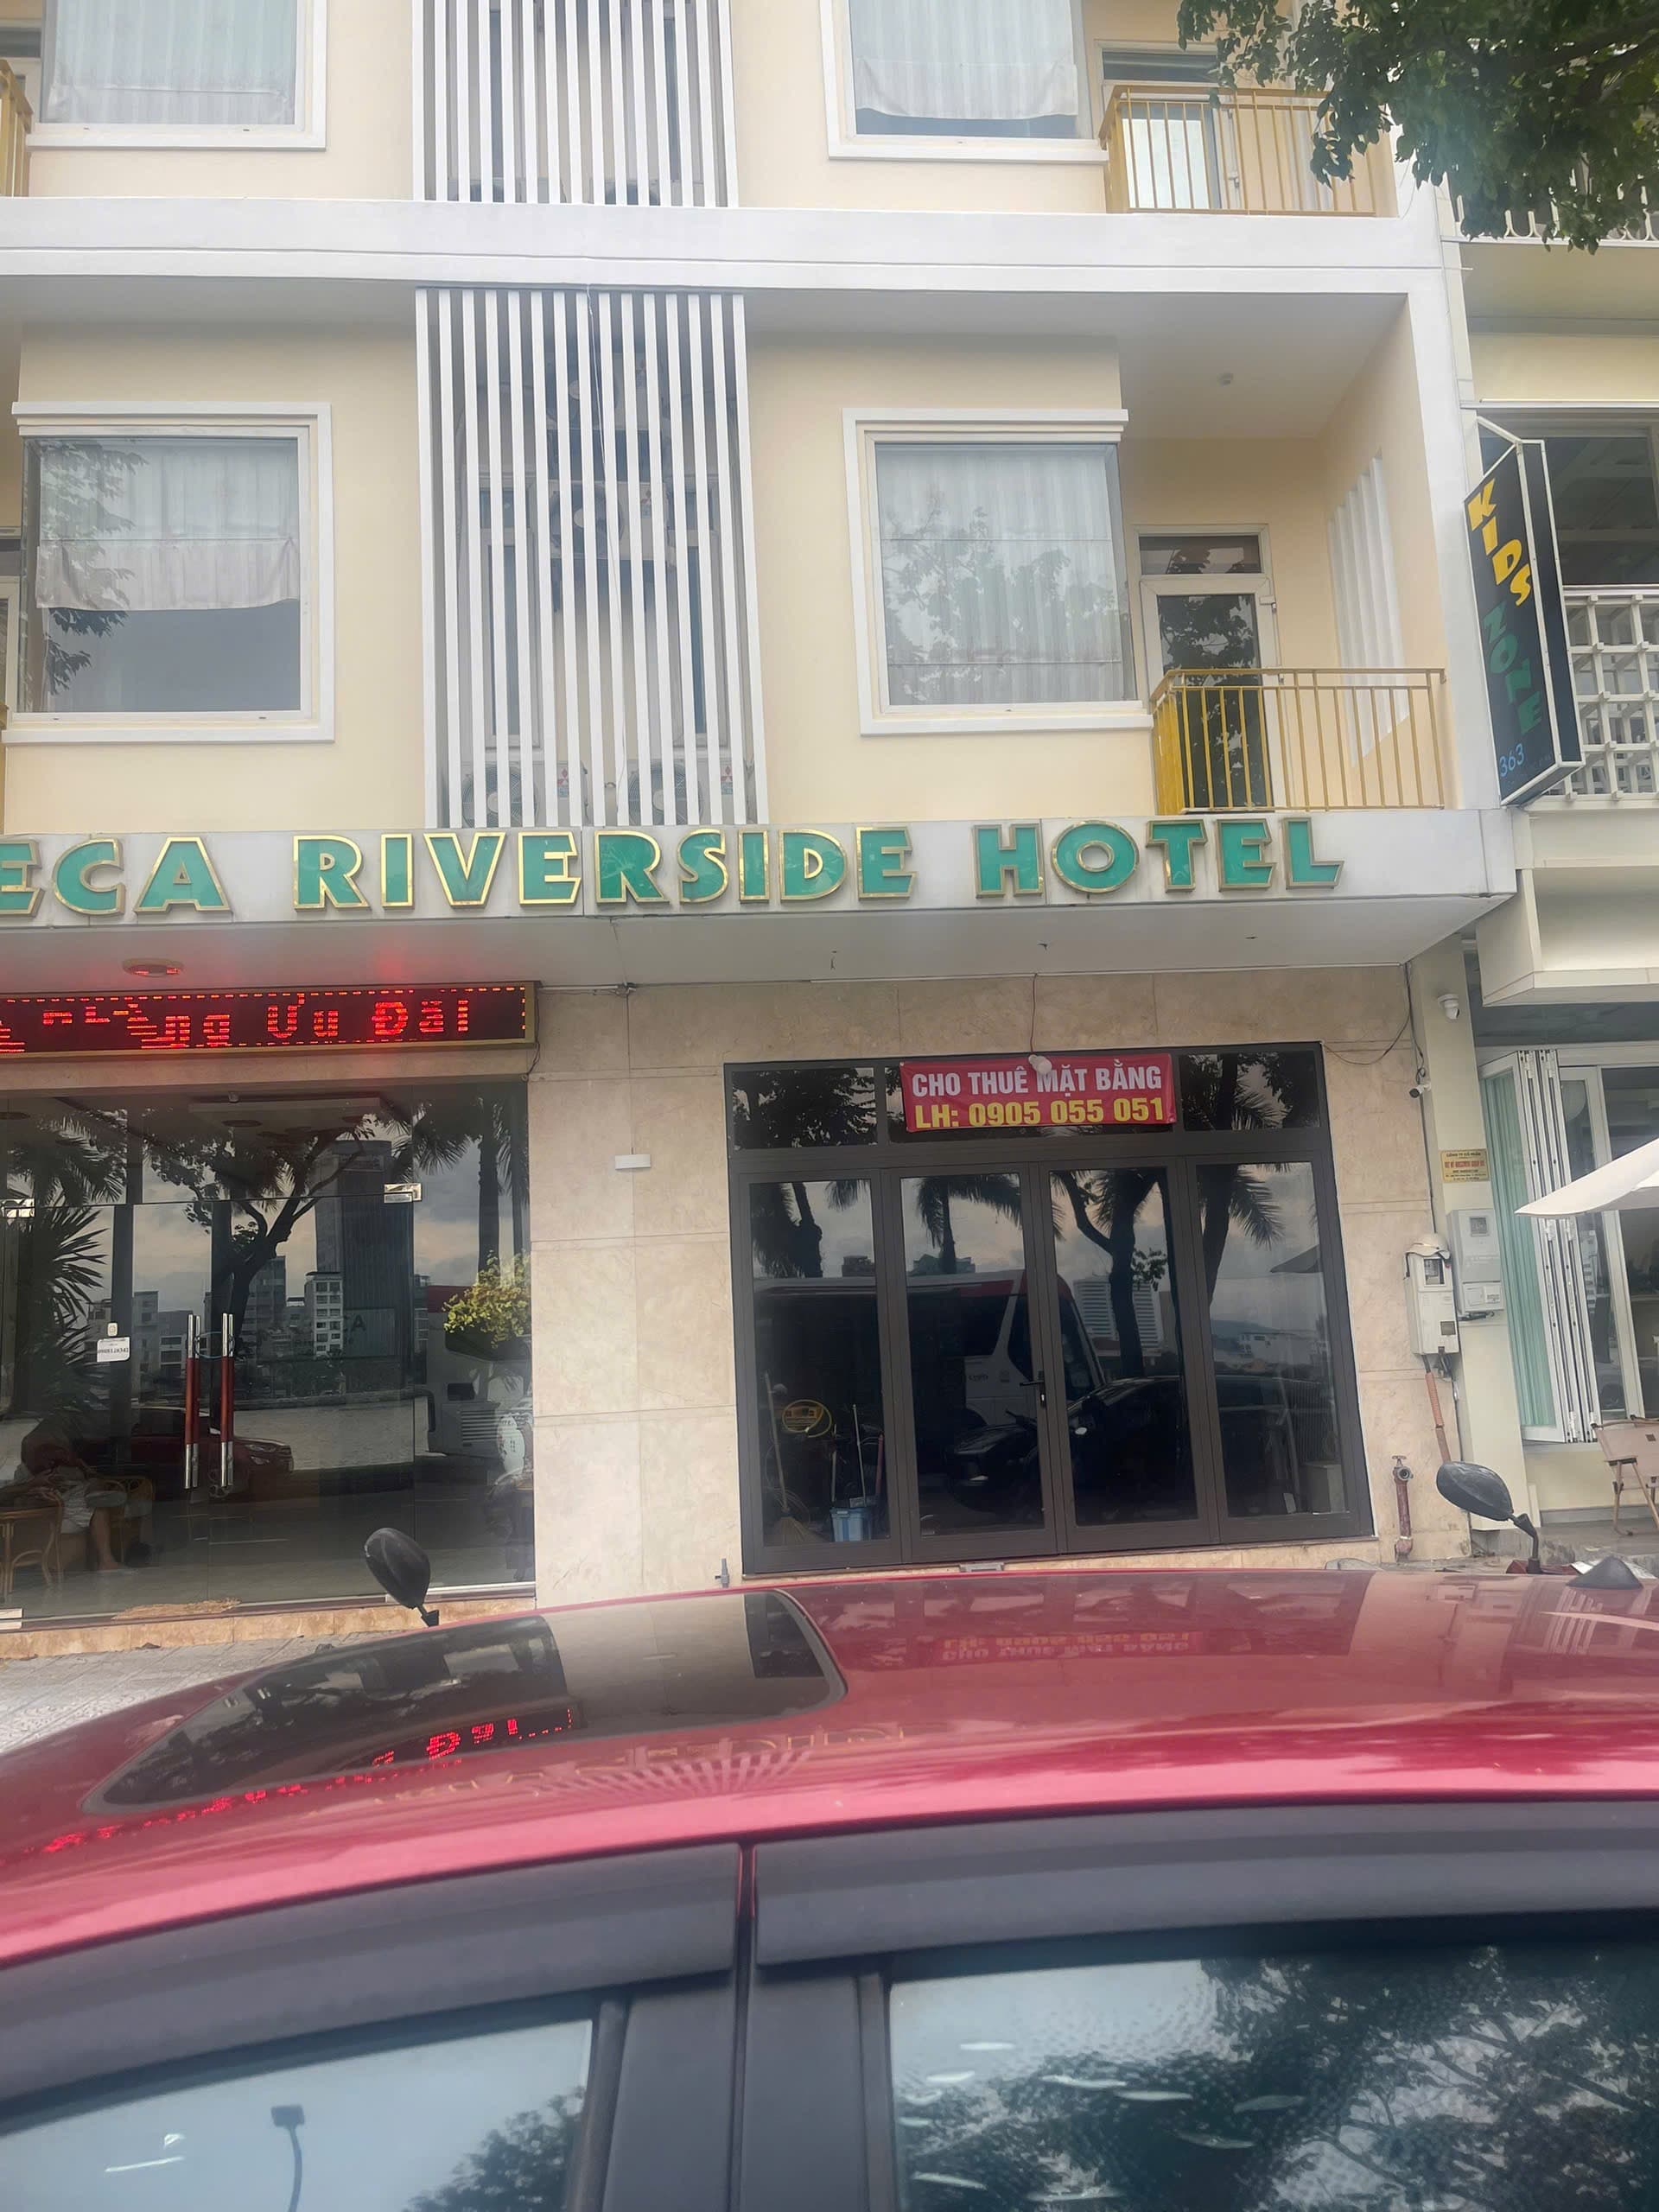 KIDS ZONE
363
ECA RIVERSIDE HOTEL
Ưu Đãi
CHO THUÊ MẶT BẰNG
LH: 0905 055 051